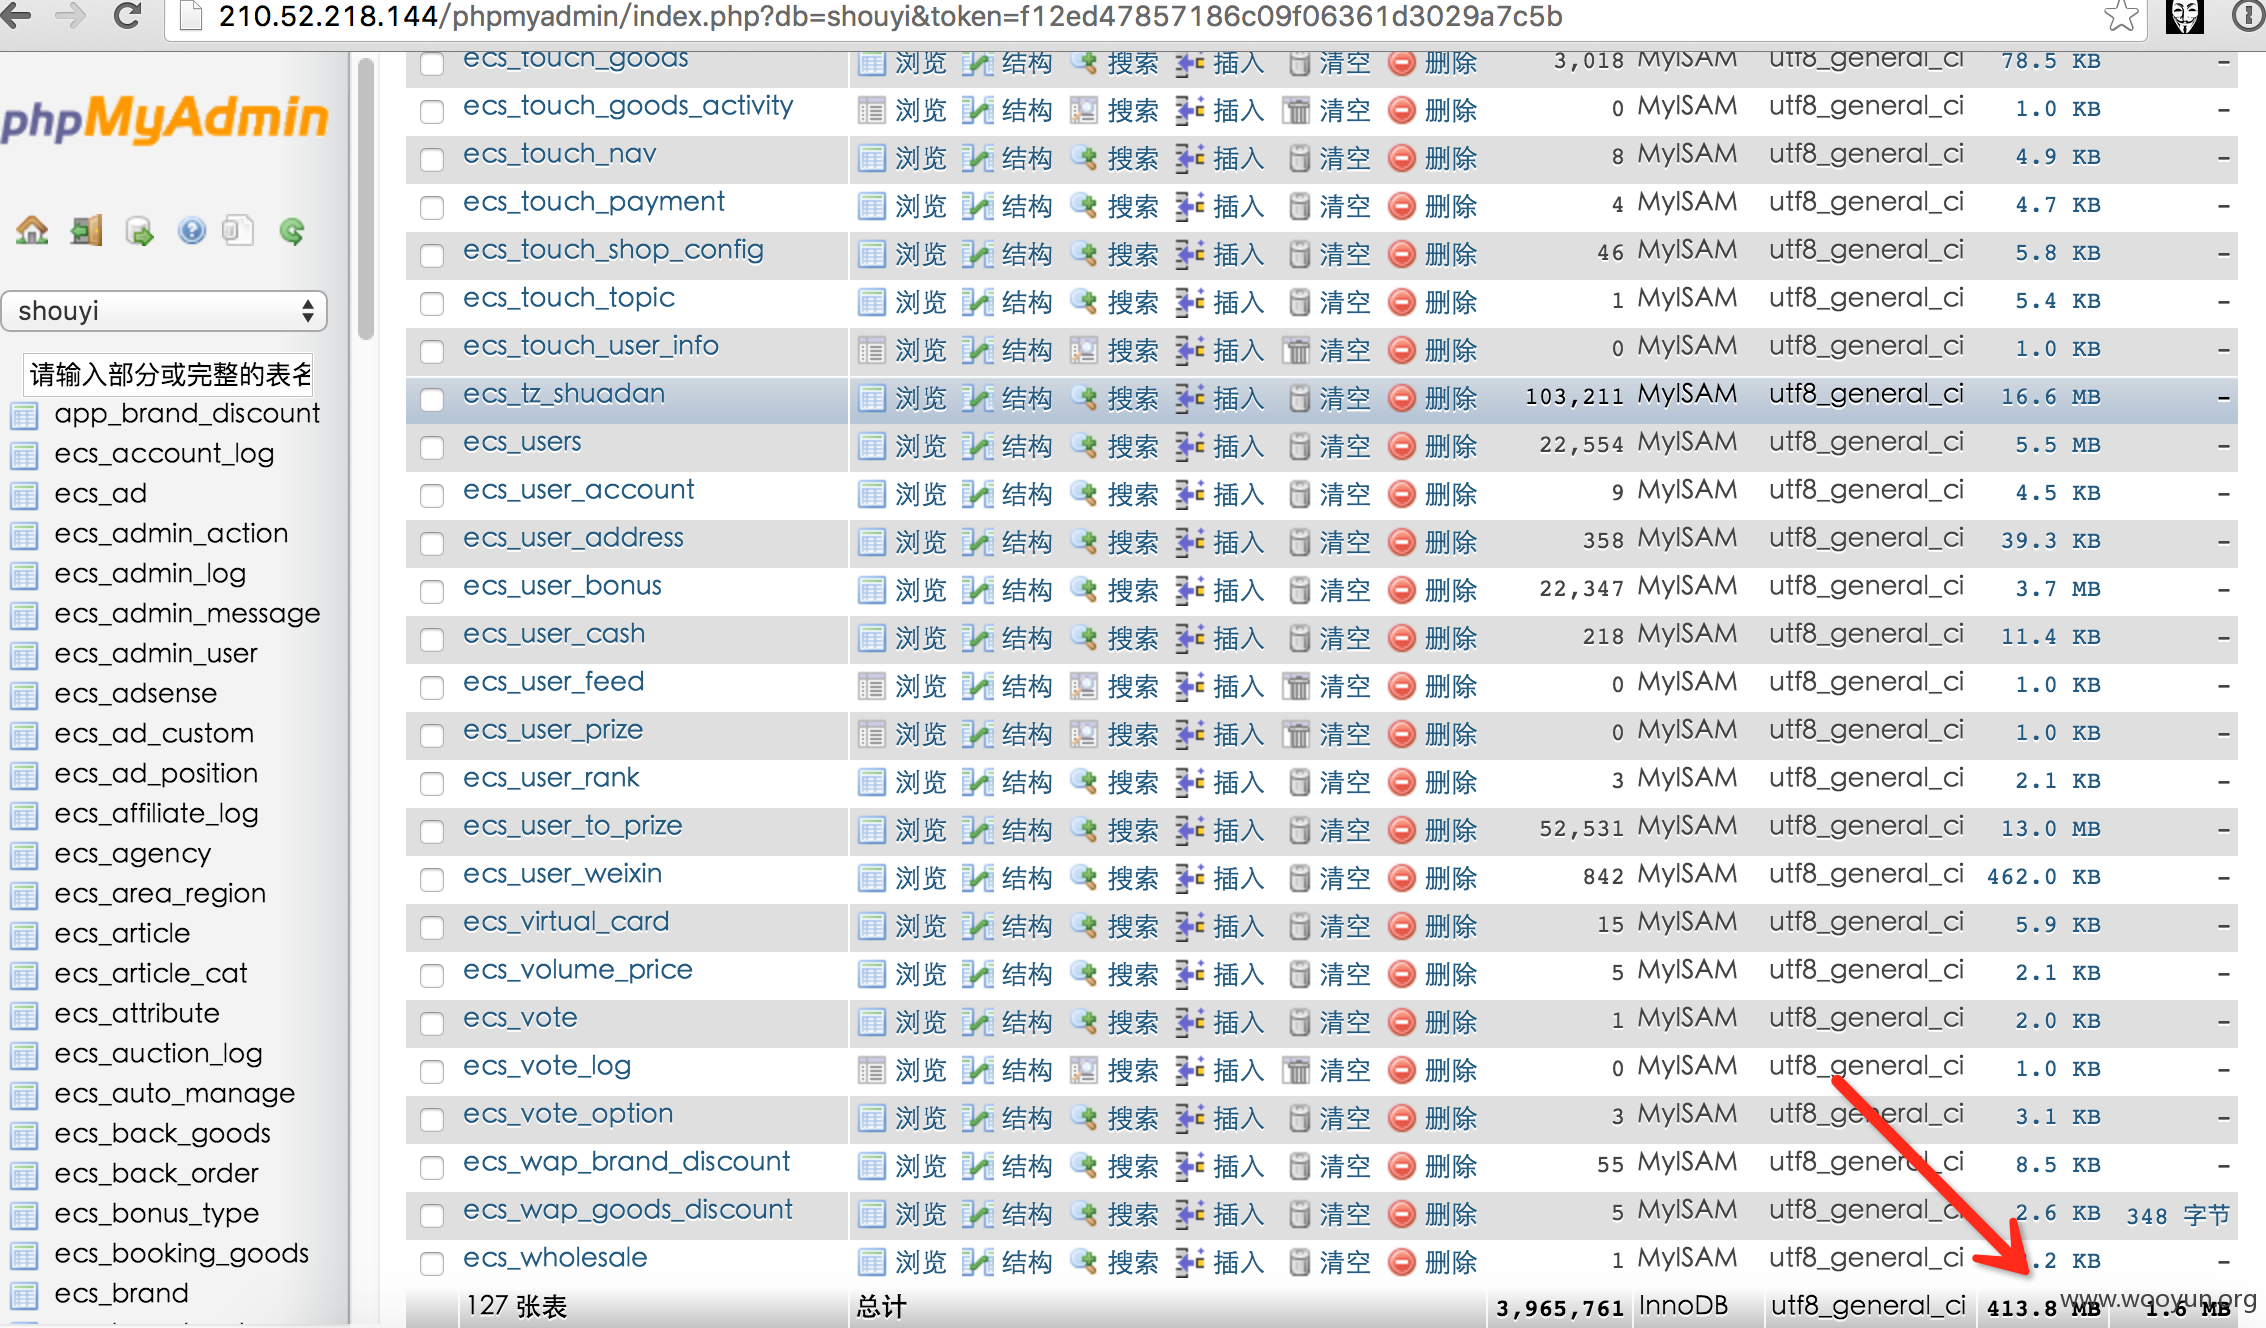 210.52.218.144/phpmyadmin/index.php?db=shouyi&token=f12ed47857186c09f06361d3029a7c5b
phpMyAdmin
shouyi
请输入部分或完整的表名
app_brand_discount
ecs_account_log
ecs_ad
ecs_admin_action
ecs_admin_log
ecs_admin_message
ecs_admin_user
ecs_adsense
ecs_ad_custom
ecs_ad_position
ecs_affiliate_log
ecs_agency
ecs_area_region
ecs_article
ecs_article_cat
ecs_attribute
ecs_auction_log
ecs_auto_manage
ecs_back_goods
ecs_back_order
ecs_bonus_type
ecs_booking_goods
ecs_brand
ecs_touch_goods 浏览 结构 搜索 插入 清空 删除 3,018 MyISAM utf8_general_ci 78.5 KB -
ecs_touch_goods_activity 浏览 结构 搜索 插入 清空 删除 0 MyISAM utf8_general_ci 1.0 KB -
ecs_touch_nav 浏览 结构 搜索 插入 清空 删除 8 MyISAM utf8_general_ci 4.9 KB -
ecs_touch_payment 浏览 结构 搜索 插入 清空 删除 4 MyISAM utf8_general_ci 4.7 KB -
ecs_touch_shop_config 浏览 结构 搜索 插入 清空 删除 46 MyISAM utf8_general_ci 5.8 KB -
ecs_touch_topic 浏览 结构 搜索 插入 清空 删除 1 MyISAM utf8_general_ci 5.4 KB -
ecs_touch_user_info 浏览 结构 搜索 插入 清空 删除 0 MyISAM utf8_general_ci 1.0 KB -
ecs_tz_shuadan 浏览 结构 搜索 插入 清空 删除 103,211 MyISAM utf8_general_ci 16.6 MB -
ecs_users 浏览 结构 搜索 插入 清空 删除 22,554 MyISAM utf8_general_ci 5.5 MB -
ecs_user_account 浏览 结构 搜索 插入 清空 删除 9 MyISAM utf8_general_ci 4.5 KB -
ecs_user_address 浏览 结构 搜索 插入 清空 删除 358 MyISAM utf8_general_ci 39.3 KB -
ecs_user_bonus 浏览 结构 搜索 插入 清空 删除 22,347 MyISAM utf8_general_ci 3.7 MB -
ecs_user_cash 浏览 结构 搜索 插入 清空 删除 218 MyISAM utf8_general_ci 11.4 KB -
ecs_user_feed 浏览 结构 搜索 插入 清空 删除 0 MyISAM utf8_general_ci 1.0 KB -
ecs_user_prize 浏览 结构 搜索 插入 清空 删除 0 MyISAM utf8_general_ci 1.0 KB -
ecs_user_rank 浏览 结构 搜索 插入 清空 删除 3 MyISAM utf8_general_ci 2.1 KB -
ecs_user_to_prize 浏览 结构 搜索 插入 清空 删除 52,531 MyISAM utf8_general_ci 13.0 MB -
ecs_user_weixin 浏览 结构 搜索 插入 清空 删除 842 MyISAM utf8_general_ci 462.0 KB -
ecs_virtual_card 浏览 结构 搜索 插入 清空 删除 15 MyISAM utf8_general_ci 5.9 KB -
ecs_volume_price 浏览 结构 搜索 插入 清空 删除 5 MyISAM utf8_general_ci 2.1 KB -
ecs_vote 浏览 结构 搜索 插入 清空 删除 1 MyISAM utf8_general_ci 2.0 KB -
ecs_vote_log 浏览 结构 搜索 插入 清空 删除 0 MyISAM utf8_general_ci 1.0 KB -
ecs_vote_option 浏览 结构 搜索 插入 清空 删除 3 MyISAM utf8_general_ci 3.1 KB -
ecs_wap_brand_discount 浏览 结构 搜索 插入 清空 删除 55 MyISAM utf8_general_ci 8.5 KB -
ecs_wap_goods_discount 浏览 结构 搜索 插入 清空 删除 5 MyISAM utf8_general_ci 2.6 KB 348 字节
ecs_wholesale 浏览 结构 搜索 插入 清空 删除 1 MyISAM utf8_general_ci .2 KB -
127 张表 总计 3,965,761 InnoDB utf8_general_ci 413.8 MB 1.6 MB
www.wooyun.org